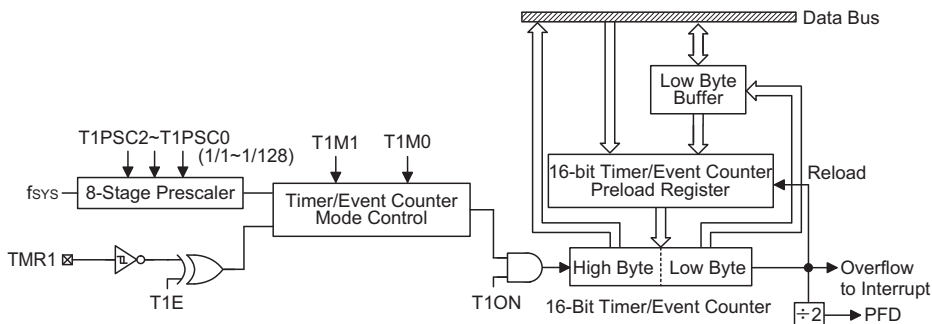 Data Bus
Low Byte
Buffer
T1PSC2~T1PSC0
(1/1~1/128)
T1M1
T1M0
16-bit Timer/Event Counter
Preload Register
Reload
fSYS
8-Stage Prescaler
Timer/Event Counter
Mode Control
TMR1
T1E
T1ON
High Byte
Low Byte
Overflow
to Interrupt
16-Bit Timer/Event Counter
÷2
PFD